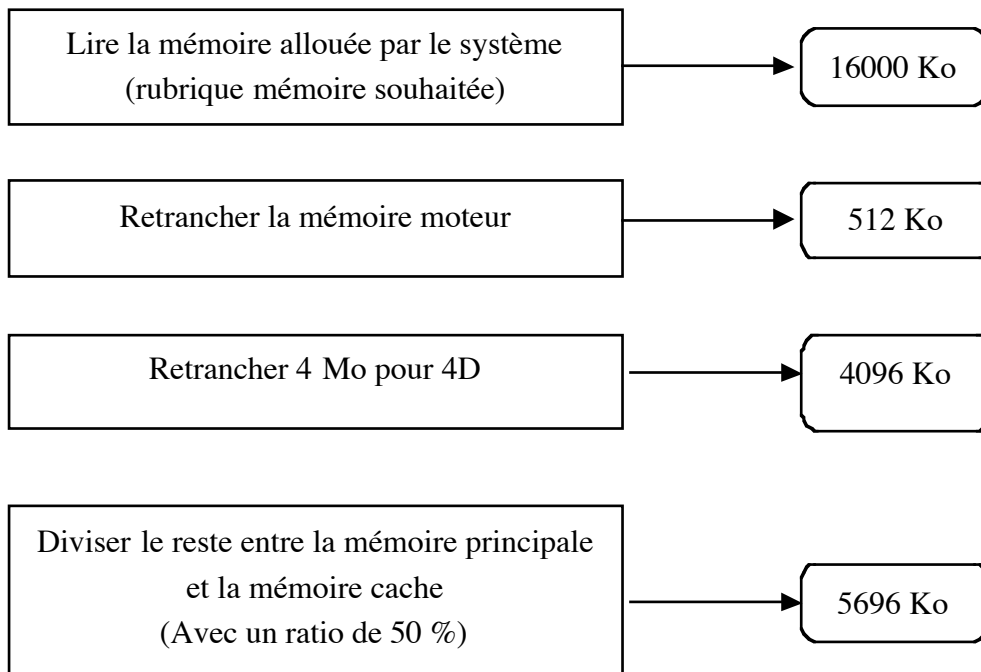 Lire la mémoire allouée par le système
(rubrique mémoire souhaitée)
16000 Ko
Retrancher la mémoire moteur
512 Ko
Retrancher 4 Mo pour 4D
4096 Ko
Diviser le reste entre la mémoire principale
et la mémoire cache
(Avec un ratio de 50 %)
5696 Ko